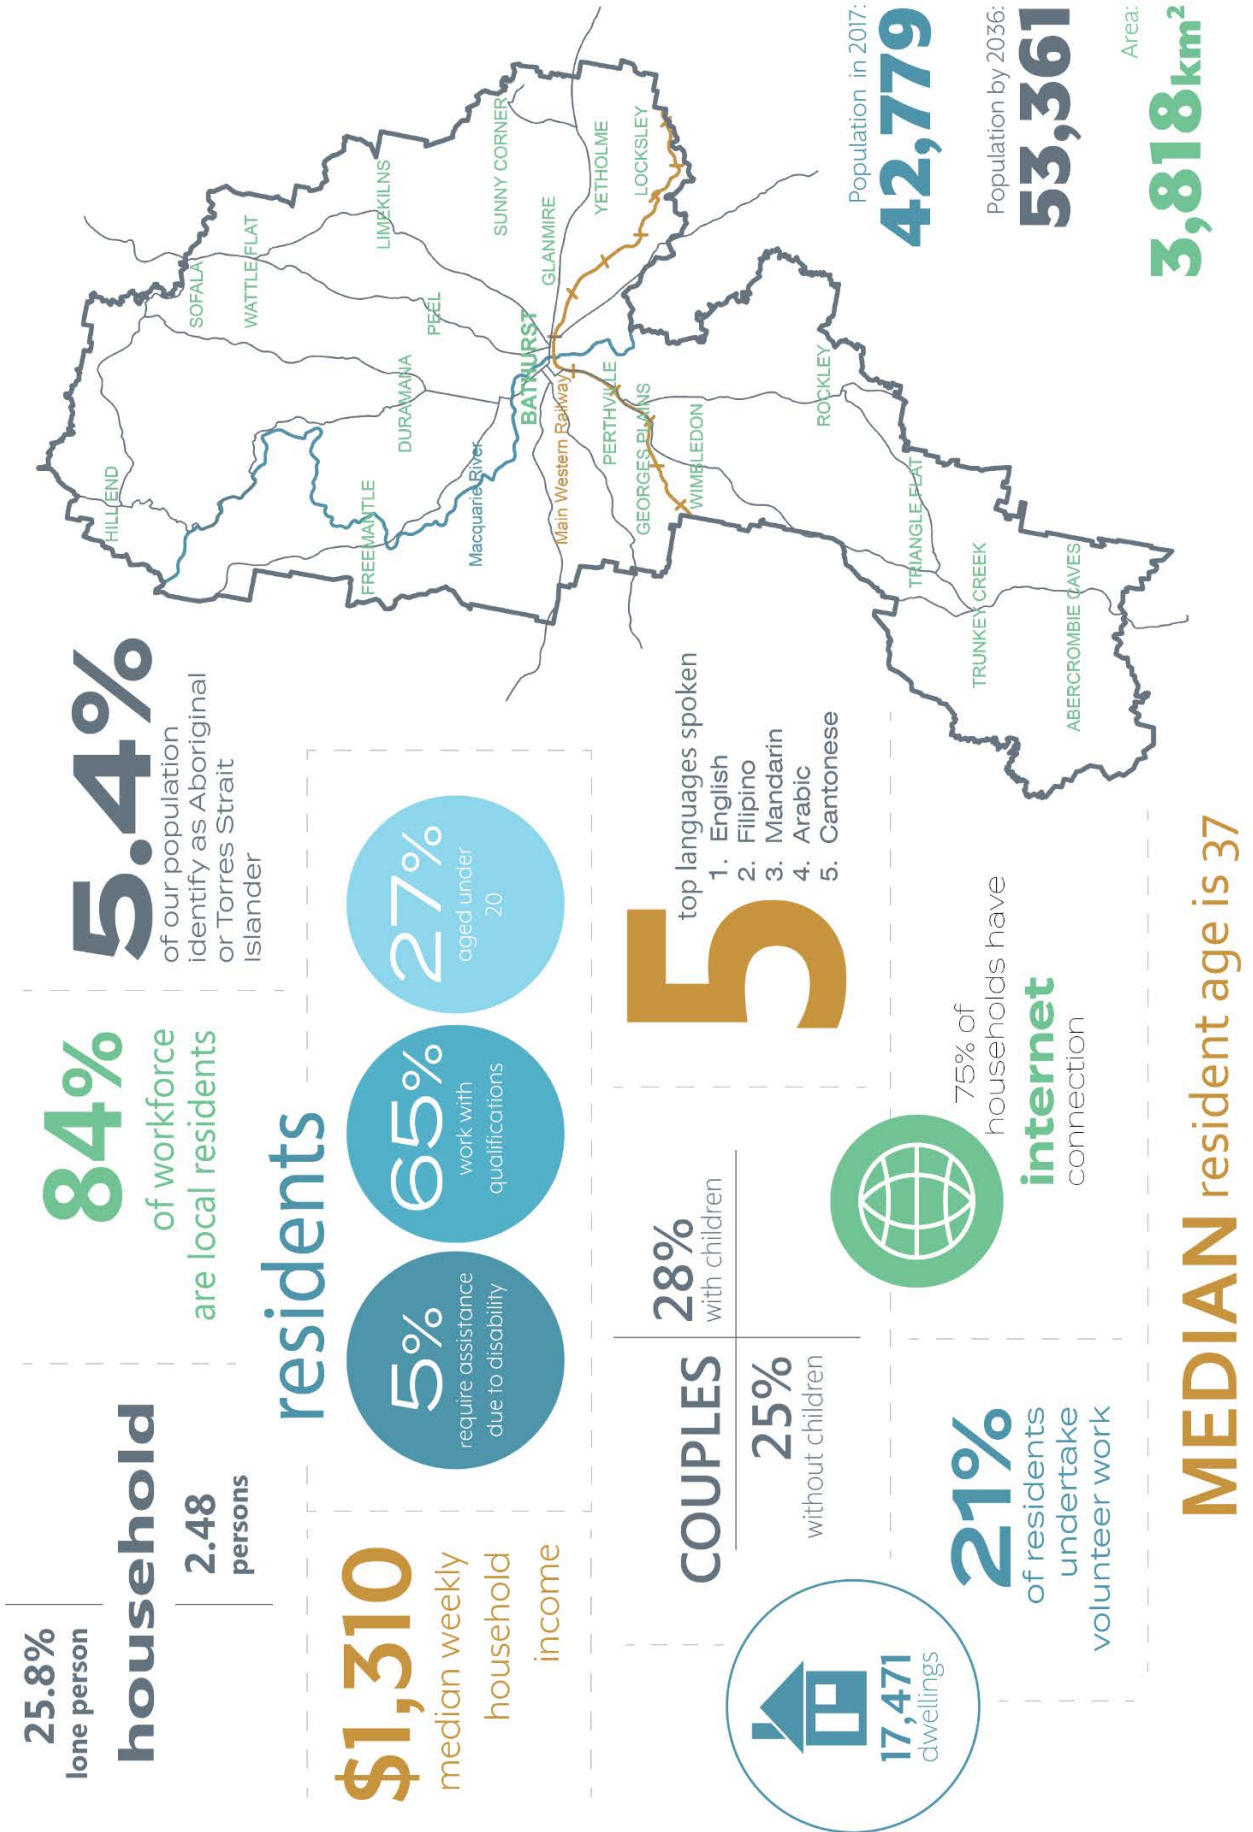 25.8%
lone person
household
2.48
persons
84%
of workforce
are local residents
5.4%
of our population
identify as Aboriginal
or Torres Strait
Islander
$1,310
median weekly
household
income
residents
5%
require assistance
due to disability
65%
work with
qualifications
27%
aged under
20
17,471
dwellings
COUPLES
28%
with children
25%
without children
5
top languages spoken
1. English
2. Filipino
3. Mandarin
4. Arabic
5. Cantonese
21%
of residents
undertake
volunteer work
75% of
households have
internet
connection
MEDIAN resident age is 37
HILL END
SOFALA
WATTLE FLAT
LIMEKILNS
FREEMANTLE
DURAMANA
PEEL
SUNNY CORNER
Macquarie River
BATHURST
GLANMIRE
Main Western Railway
YETHOLME
PERTHVILLE
LOCKSLEY
GEORGES PLAINS
WIMBLEDON
ROCKLEY
TRIANGLE FLAT
TRUNKEY CREEK
ABERCROMBIE CAVES
Population in 2017:
42,779
Population by 2036:
53,361
Area:
3,818km²